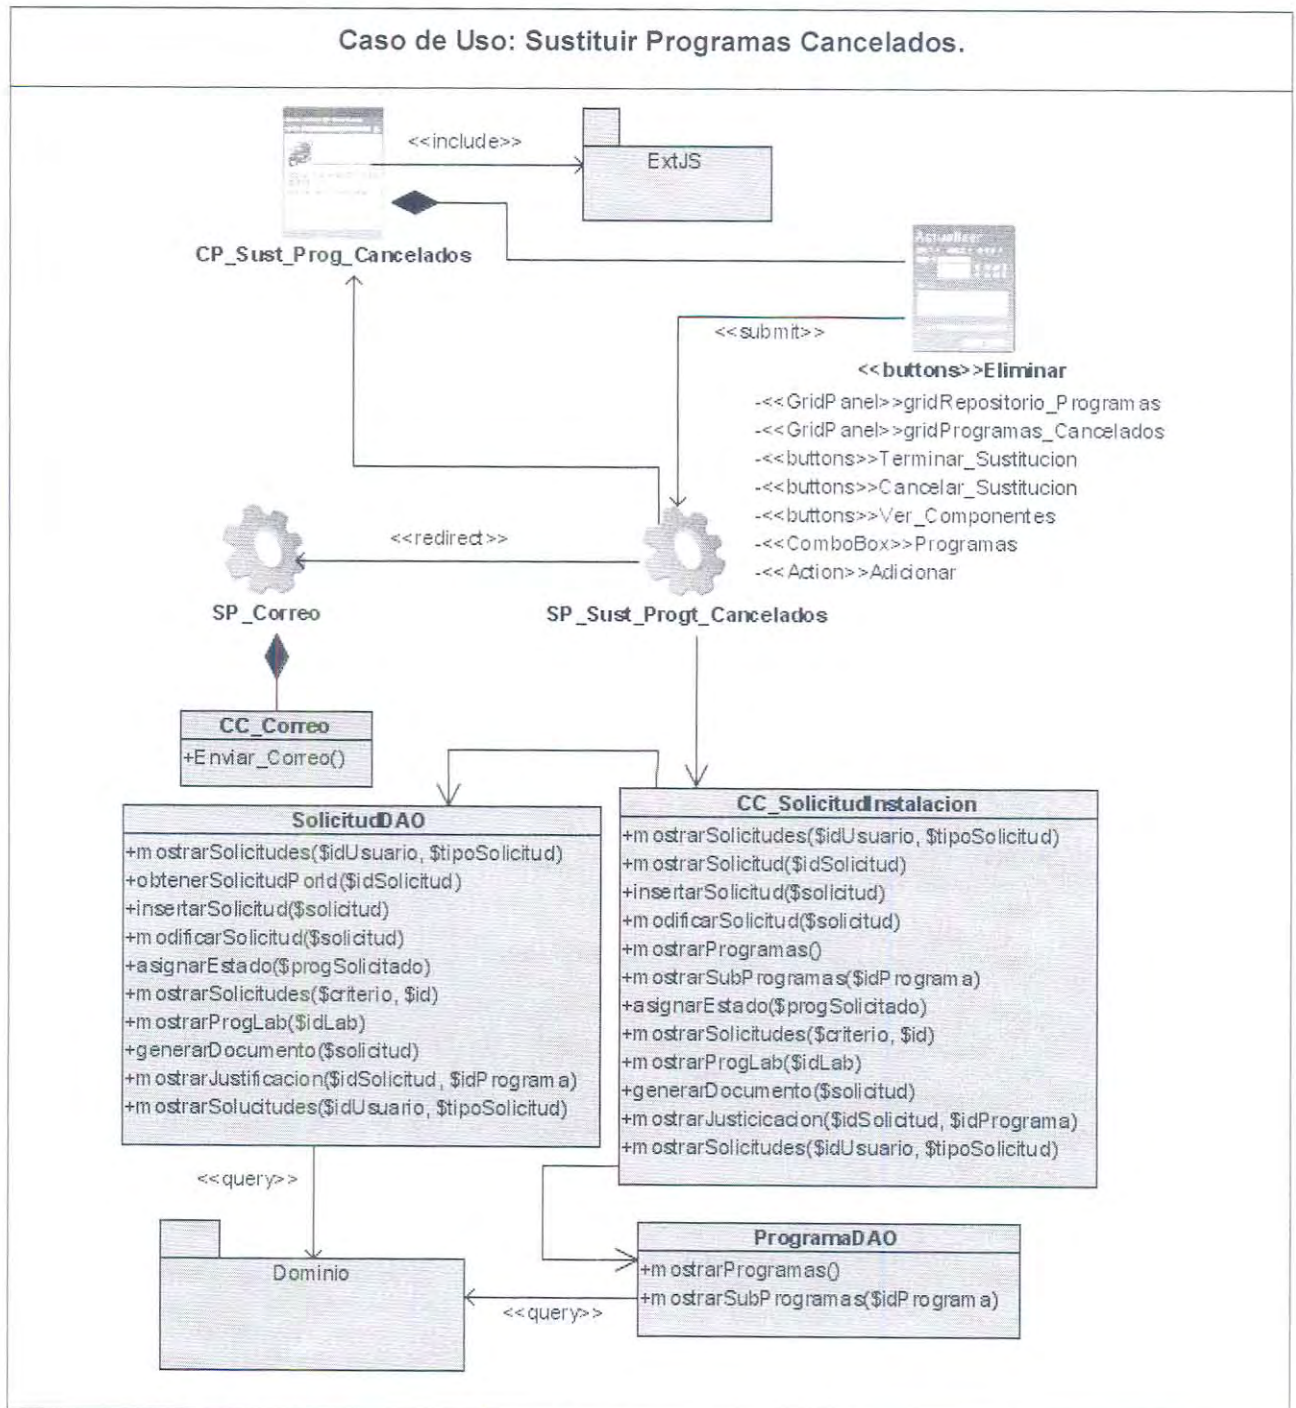 Caso de Uso: Sustituir Programas Cancelados.
<<include>>
ExtJS
CP_Sust_Prog_Cancelados
Actualizar
<<submit>>
<<buttons>>Eliminar
-<<GridPanel>>gridRepositorio_Programas
-<<GridPanel>>gridProgramas_Cancelados
-<<buttons>>Terminar_Sustitucion
-<<buttons>>Cancelar_Sustitucion
-<<buttons>>Ver_Componentes
-<<ComboBox>>Programas
-<<Action>>Adicionar
<<redirect>>
SP_Correo
SP_Sust_Progt_Cancelados
CC_Correo
+Enviar_Correo()
SolicitudDAO
+mostrarSolicitudes($idUsuario, $tipoSolicitud)
+obtenerSolicitudPorId($idSolicitud)
+insertarSolicitud($solicitud)
+modificarSolicitud($solicitud)
+asignarEstado($progSolicitado)
+mostrarSolicitudes($criterio, $id)
+mostrarProgLab($idLab)
+generarDocumento($solicitud)
+mostrarJustificacion($idSolicitud, $idPrograma)
+mostrarSolucitudes($idUsuario, $tipoSolicitud)
CC_SolicitudInstalacion
+mostrarSolicitudes($idUsuario, $tipoSolicitud)
+mostrarSolicitud($idSolicitud)
+insertarSolicitud($solicitud)
+modificarSolicitud($solicitud)
+mostrarProgramas()
+mostrarSubProgramas($idPrograma)
+asignarEstado($progSolicitado)
+mostrarSolicitudes($criterio, $id)
+mostrarProgLab($idLab)
+generarDocumento($solicitud)
+mostrarJusticicacion($idSolicitud, $idPrograma)
+mostrarSolicitudes($idUsuario, $tipoSolicitud)
<<query>>
Dominio
ProgramaDAO
+mostrarProgramas()
+mostrarSubProgramas($idPrograma)
<<query>>